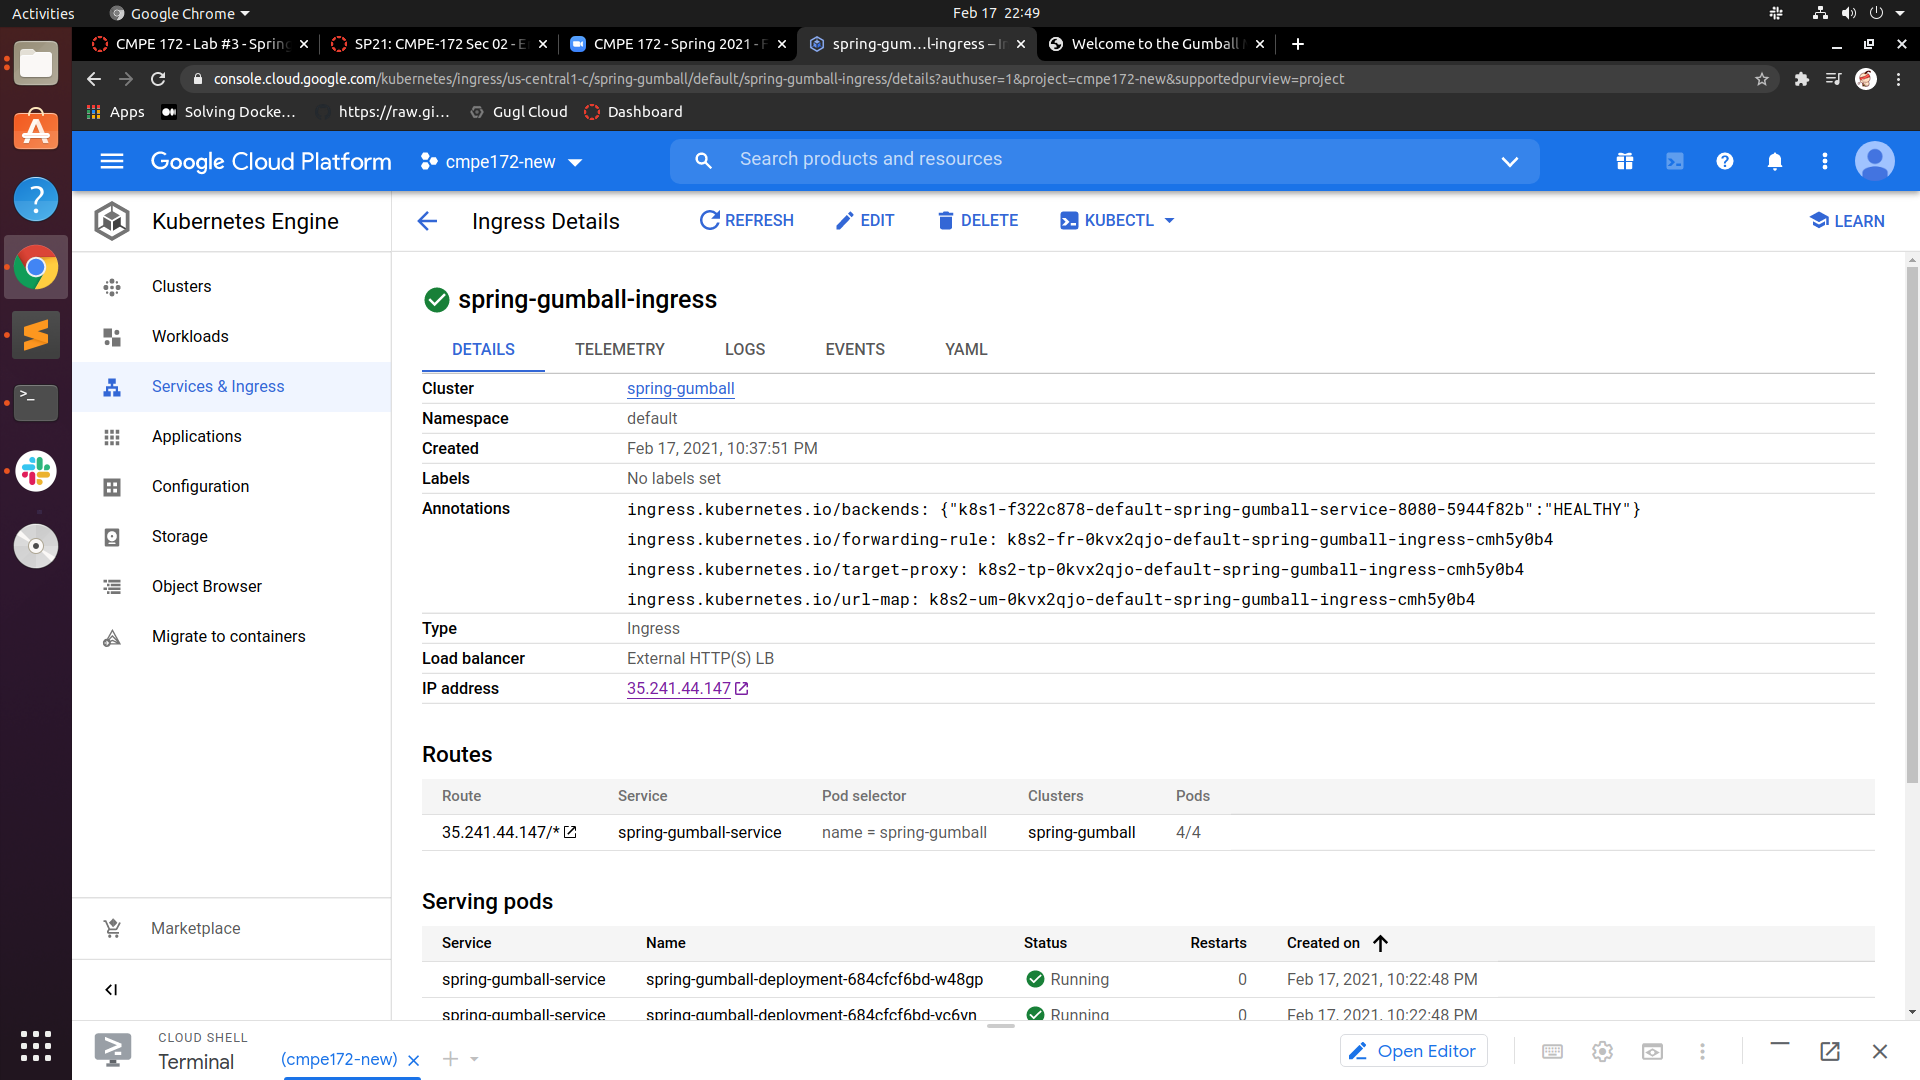 Activities
Google Chrome
Feb 17 22:49
CMPE 172 - Lab #3 - Spring
SP21: CMPE-172 Sec 02 - E
CMPE 172 - Spring 2021 - F
spring-gum...l-ingress – I
Welcome to the Gumball
console.cloud.google.com/kubernetes/ingress/us-central1-c/spring-gumball/default/spring-gumball-ingress/details?authuser=1&project=cmpe172-new&supportedpurview=project
Apps
Solving Docke...
https://raw.gi...
Gugl Cloud
Dashboard
Google Cloud Platform
cmpe172-new
Search products and resources
Kubernetes Engine
Ingress Details
REFRESH
EDIT
DELETE
KUBECTL
LEARN
Clusters
Workloads
Services & Ingress
Applications
Configuration
Storage
Object Browser
Migrate to containers
Marketplace
spring-gumball-ingress
DETAILS
TELEMETRY
LOGS
EVENTS
YAML
Cluster spring-gumball
Namespace default
Created Feb 17, 2021, 10:37:51 PM
Labels No labels set
Annotations ingress.kubernetes.io/backends: {"k8s1-f322c878-default-spring-gumball-service-8080-5944f82b":"HEALTHY"}
ingress.kubernetes.io/forwarding-rule: k8s2-fr-0kvx2qjo-default-spring-gumball-ingress-cmh5y0b4
ingress.kubernetes.io/target-proxy: k8s2-tp-0kvx2qjo-default-spring-gumball-ingress-cmh5y0b4
ingress.kubernetes.io/url-map: k8s2-um-0kvx2qjo-default-spring-gumball-ingress-cmh5y0b4
Type Ingress
Load balancer External HTTP(S) LB
IP address 35.241.44.147
Routes
Route Service Pod selector Clusters Pods
35.241.44.147/* spring-gumball-service name = spring-gumball spring-gumball 4/4
Serving pods
Service Name Status Restarts Created on
spring-gumball-service spring-gumball-deployment-684cfcf6bd-w48gp Running 0 Feb 17, 2021, 10:22:48 PM
spring-gumball-service spring-gumball-deployment-684cfcf6bd-vc6vn Running 0 Feb 17, 2021, 10:22:48 PM
CLOUD SHELL
Terminal
(cmpe172-new)
Open Editor